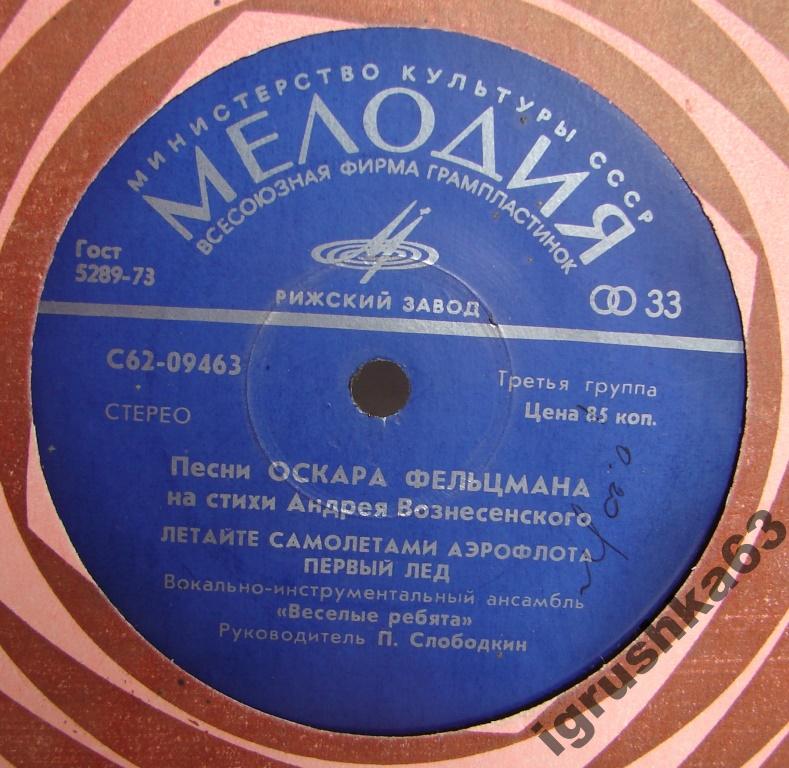 МИНИСТЕРСТВО КУЛЬТУРЫ СССР
МЕЛОДИЯ
ВСЕСОЮЗНАЯ ФИРМА ГРАМПЛАСТИНОК
Гост
5289-73
РИЖСКИЙ ЗАВОД
33
С62-09463
Третья группа
СТЕРЕО
Цена 85 коп.
Песни ОСКАРА ФЕЛЬЦМАНА
на стихи Андрея Вознесенского
ЛЕТАЙТЕ САМОЛЕТАМИ АЭРОФЛОТА
ПЕРВЫЙ ЛЕД
Вокально-инструментальный ансамбль
«Веселые ребята»
Руководитель П. Слободкин
igrushka63